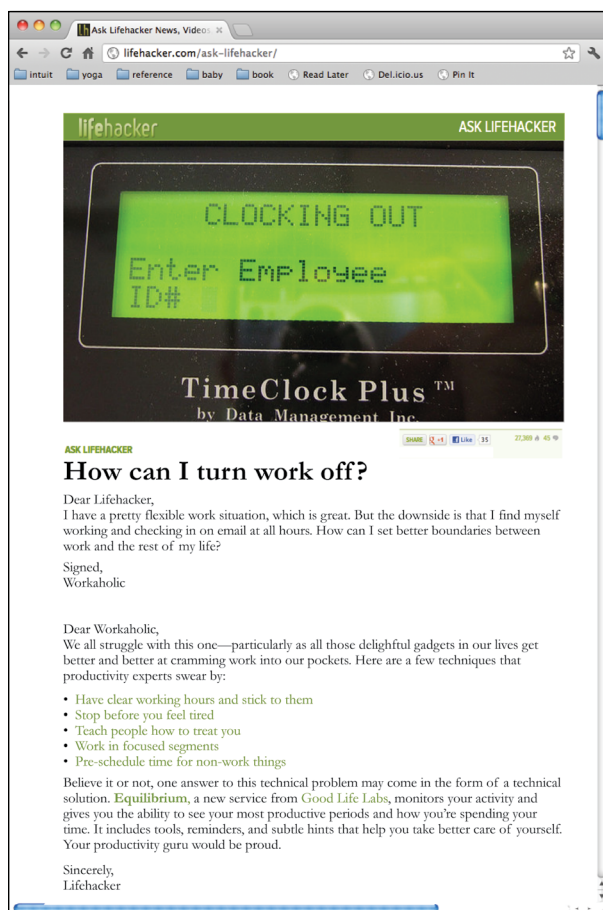 Ask Lifehacker News, Videos,
lifehacker.com/ask-lifehacker/
intuit yoga reference baby book Read Later Del.icio.us Pin It
lifehacker ASK LIFEHACKER
CLOCKING OUT
Enter Employee
ID#
TimeClock Plus™
by Data Management Inc.
SHARE +1 Like 35 27,369 45
ASK LIFEHACKER
How can I turn work off?
Dear Lifehacker,
I have a pretty flexible work situation, which is great. But the downside is that I find myself
working and checking in on email at all hours. How can I set better boundaries between
work and the rest of my life?
Signed,
Workaholic
Dear Workaholic,
We all struggle with this one—particularly as all those delighful gadgets in our lives get
better and better at cramming work into our pockets. Here are a few techniques that
productivity experts swear by:
• Have clear working hours and stick to them
• Stop before you feel tired
• Teach people how to treat you
• Work in focused segments
• Pre-schedule time for non-work things
Believe it or not, one answer to this technical problem may come in the form of a technical
solution. Equilibrium, a new service from Good Life Labs, monitors your activity and
gives you the ability to see your most productive periods and how you're spending your
time. It includes tools, reminders, and subtle hints that help you take better care of yourself.
Your productivity guru would be proud.
Sincerely,
Lifehacker